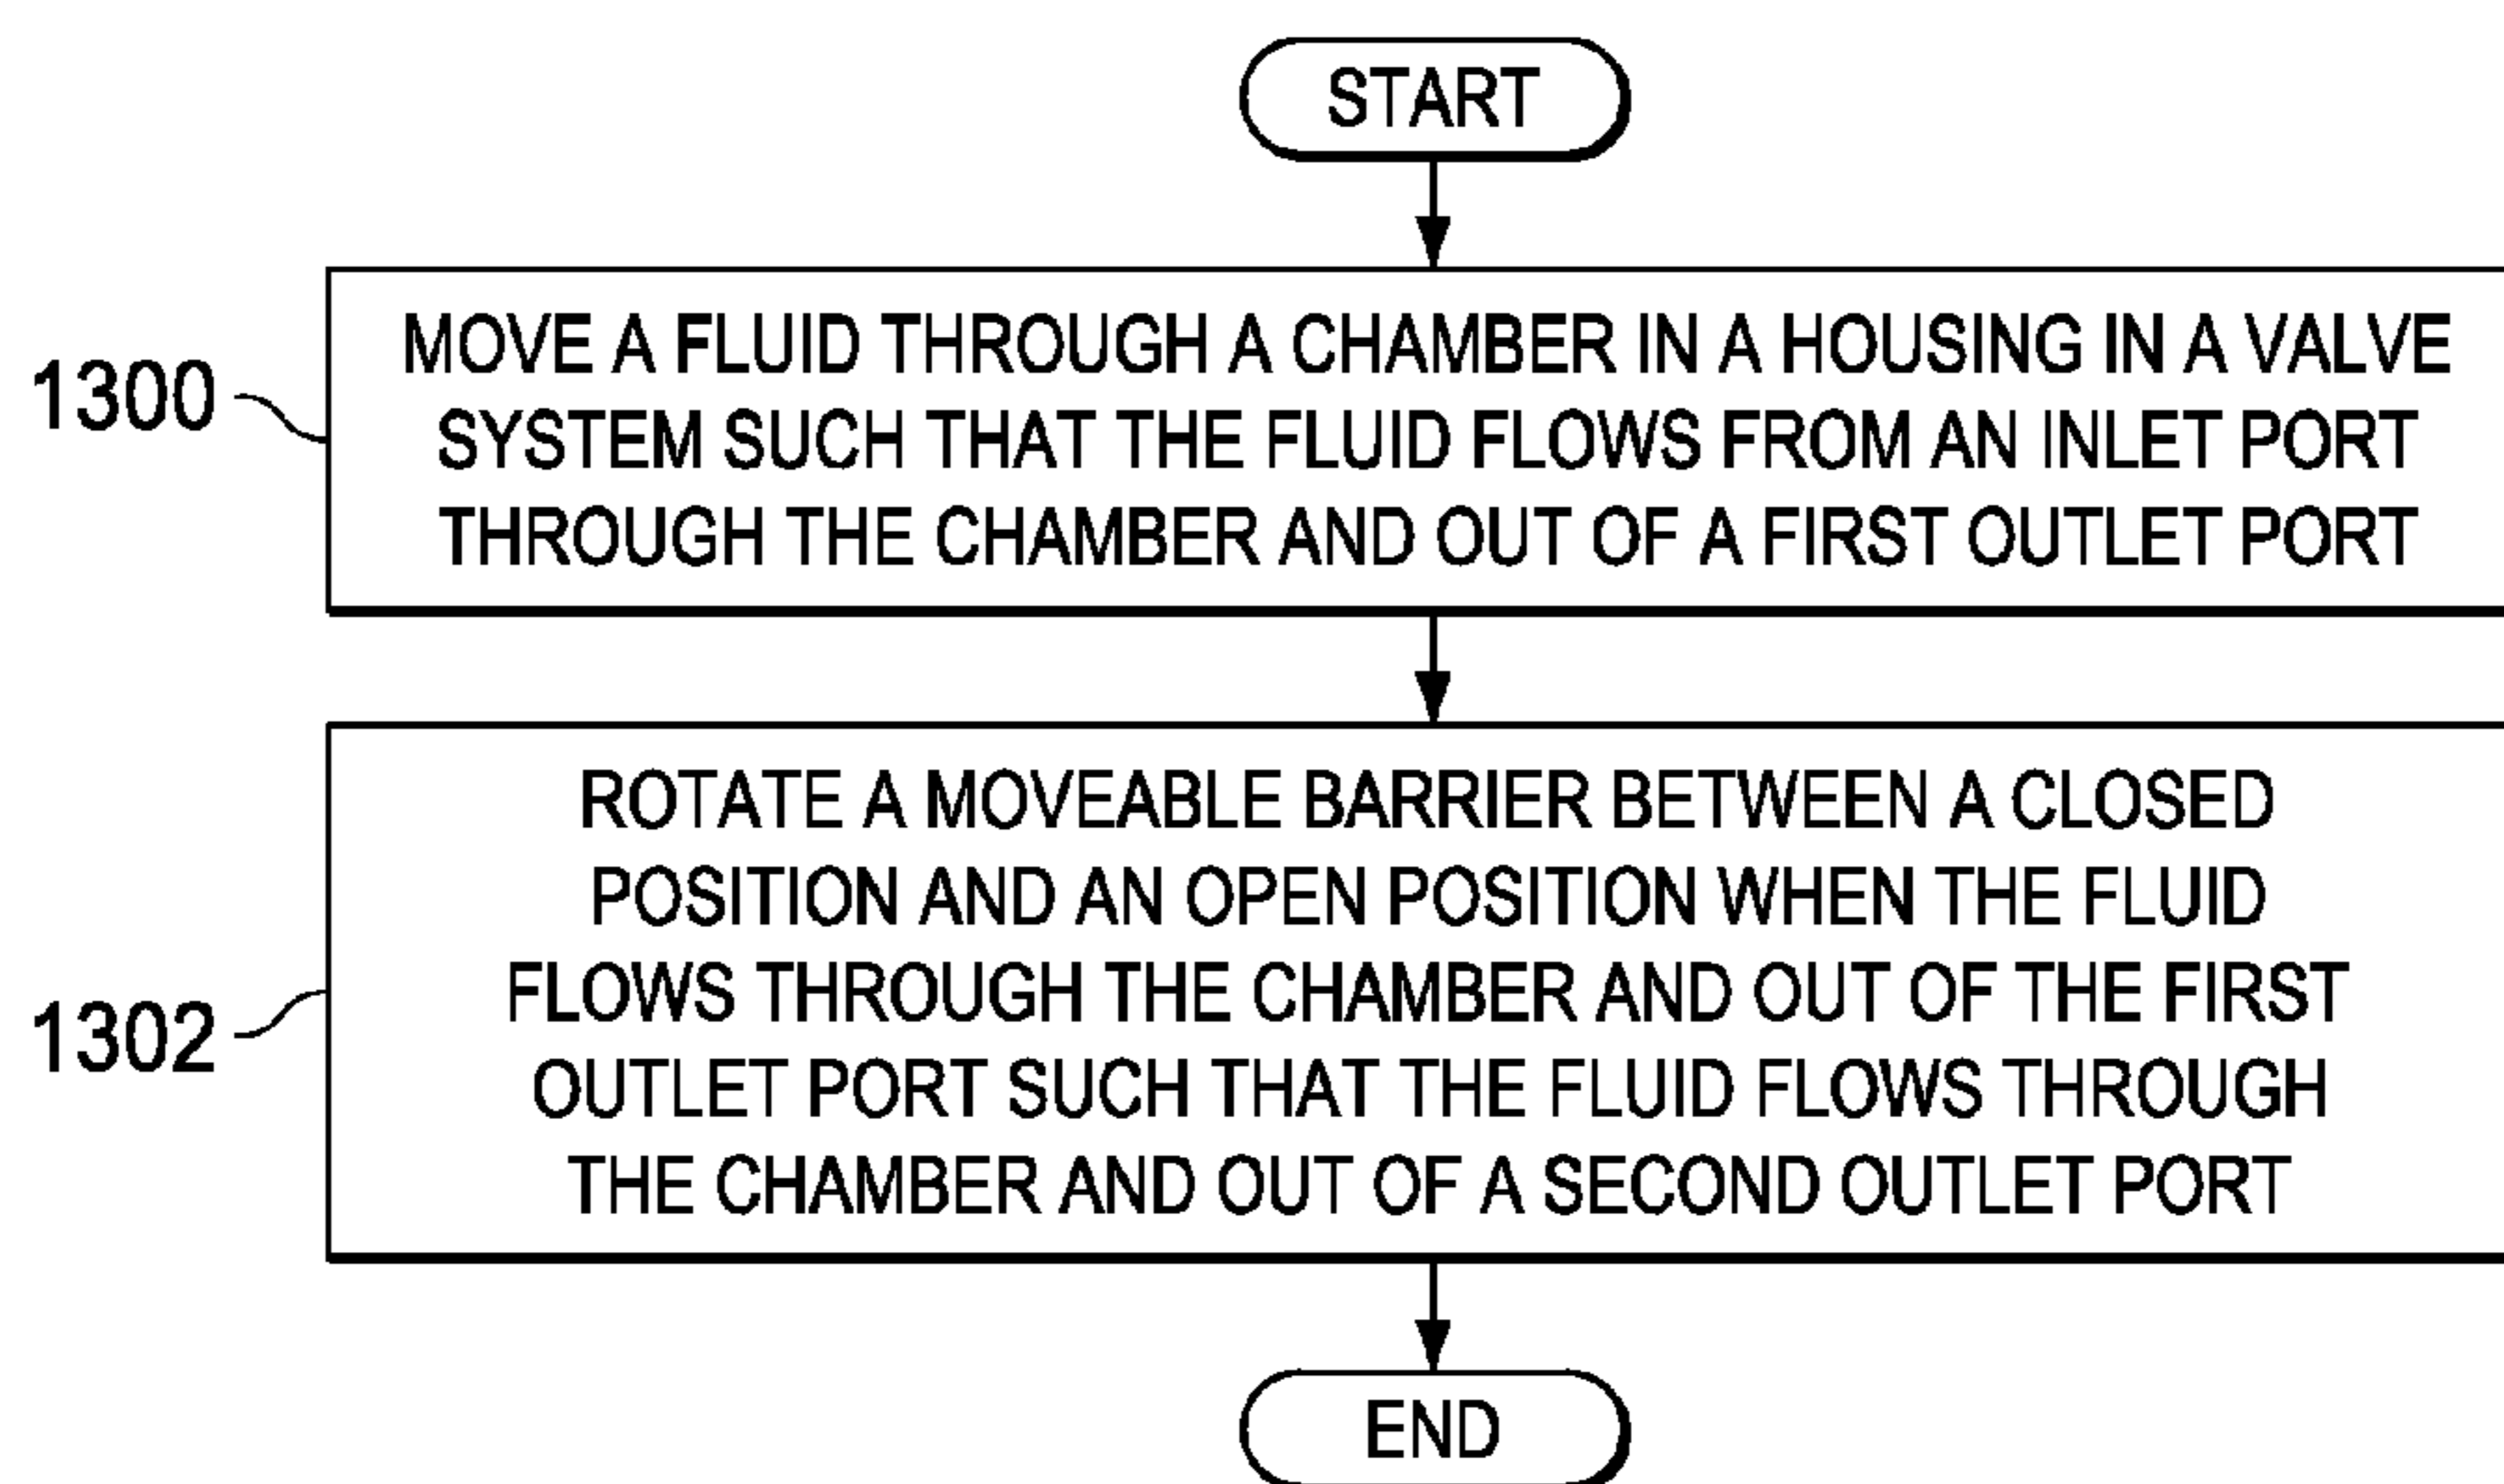 START
1300
MOVE A FLUID THROUGH A CHAMBER IN A HOUSING IN A VALVE
SYSTEM SUCH THAT THE FLUID FLOWS FROM AN INLET PORT
THROUGH THE CHAMBER AND OUT OF A FIRST OUTLET PORT
1302
ROTATE A MOVEABLE BARRIER BETWEEN A CLOSED
POSITION AND AN OPEN POSITION WHEN THE FLUID
FLOWS THROUGH THE CHAMBER AND OUT OF THE FIRST
OUTLET PORT SUCH THAT THE FLUID FLOWS THROUGH
THE CHAMBER AND OUT OF A SECOND OUTLET PORT
END